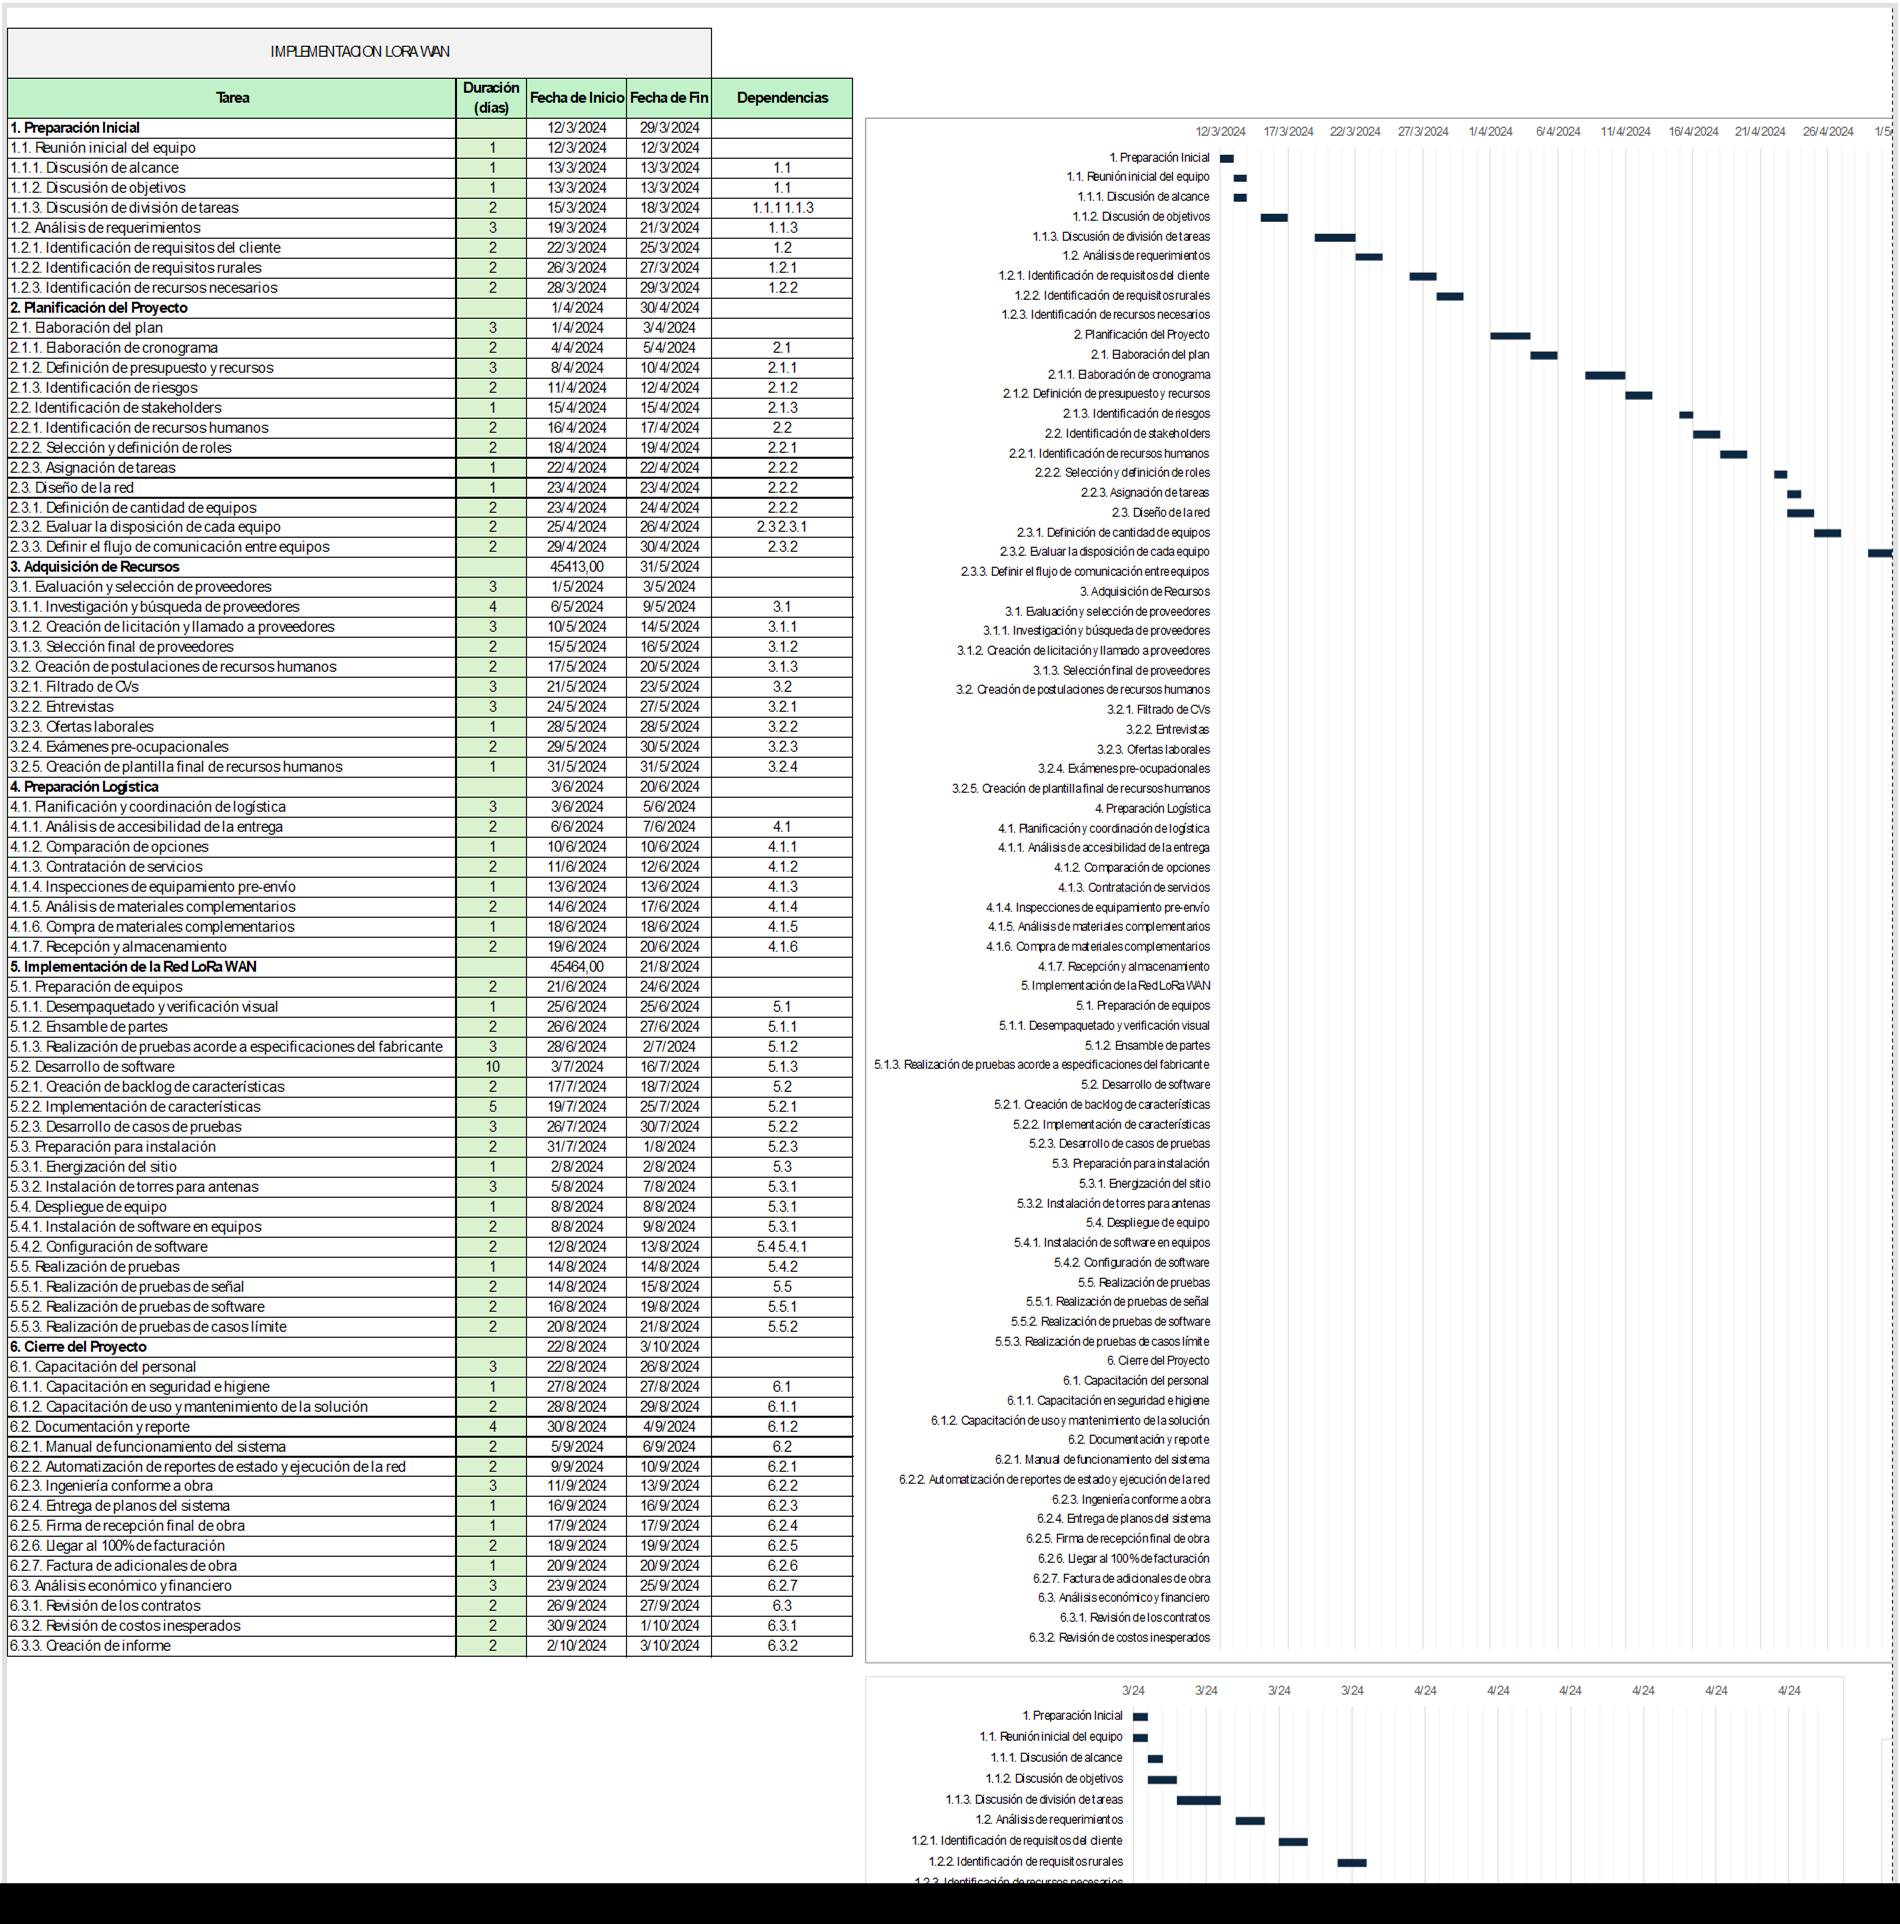 IMPLEMENTACION LORA WAN
Tarea Duración (días) Fecha de Inicio Fecha de Fin Dependencias
1. Preparación Inicial 12/3/2024 29/3/2024
1.1. Reunión inicial del equipo 1 12/3/2024 12/3/2024
1.1.1. Discusión de alcance 1 13/3/2024 13/3/2024 1.1
1.1.2. Discusión de objetivos 1 13/3/2024 13/3/2024 1.1
1.1.3. Discusión de división de tareas 2 15/3/2024 18/3/2024 1.1.1 1.1.3
1.2. Análisis de requerimientos 3 19/3/2024 21/3/2024 1.1.3
1.2.1. Identificación de requisitos del cliente 2 22/3/2024 25/3/2024 1.2
1.2.2. Identificación de requisitos rurales 2 26/3/2024 27/3/2024 1.2.1
1.2.3. Identificación de recursos necesarios 2 28/3/2024 29/3/2024 1.2.2
2. Planificación del Proyecto 1/4/2024 30/4/2024
2.1. Elaboración del plan 3 1/4/2024 3/4/2024
2.1.1. Elaboración de cronograma 2 4/4/2024 5/4/2024 2.1
2.1.2. Definición de presupuesto y recursos 3 8/4/2024 10/4/2024 2.1.1
2.1.3. Identificación de riesgos 2 11/4/2024 12/4/2024 2.1.2
2.2. Identificación de stakeholders 1 15/4/2024 15/4/2024 2.1.3
2.2.1. Identificación de recursos humanos 2 16/4/2024 17/4/2024 2.2
2.2.2. Selección y definición de roles 2 18/4/2024 19/4/2024 2.2.1
2.2.3. Asignación de tareas 1 22/4/2024 22/4/2024 2.2.2
2.3. Diseño de la red 1 23/4/2024 23/4/2024 2.2.2
2.3.1. Definición de cantidad de equipos 2 23/4/2024 24/4/2024 2.2.2
2.3.2. Evaluar la disposición de cada equipo 2 25/4/2024 26/4/2024 2.3 2.3.1
2.3.3. Definir el flujo de comunicación entre equipos 2 29/4/2024 30/4/2024 2.3.2
3. Adquisición de Recursos 45413,00 31/5/2024
3.1. Evaluación y selección de proveedores 3 1/5/2024 3/5/2024
3.1.1. Investigación y búsqueda de proveedores 4 6/5/2024 9/5/2024 3.1
3.1.2. Creación de licitación y llamado a proveedores 3 10/5/2024 14/5/2024 3.1.1
3.1.3. Selección final de proveedores 2 15/5/2024 16/5/2024 3.1.2
3.2. Creación de postulaciones de recursos humanos 2 17/5/2024 20/5/2024 3.1.3
3.2.1. Filtrado de CVs 3 21/5/2024 23/5/2024 3.2
3.2.2. Entrevistas 3 24/5/2024 27/5/2024 3.2.1
3.2.3. Ofertas laborales 1 28/5/2024 28/5/2024 3.2.2
3.2.4. Exámenes pre-ocupacionales 2 29/5/2024 30/5/2024 3.2.3
3.2.5. Creación de plantilla final de recursos humanos 1 31/5/2024 31/5/2024 3.2.4
4. Preparación Logística 3/6/2024 20/6/2024
4.1. Planificación y coordinación de logística 3 3/6/2024 5/6/2024
4.1.1. Análisis de accesibilidad de la entrega 2 6/6/2024 7/6/2024 4.1
4.1.2. Comparación de opciones 1 10/6/2024 10/6/2024 4.1.1
4.1.3. Contratación de servicios 2 11/6/2024 12/6/2024 4.1.2
4.1.4. Inspecciones de equipamiento pre-envío 1 13/6/2024 13/6/2024 4.1.3
4.1.5. Análisis de materiales complementarios 2 14/6/2024 17/6/2024 4.1.4
4.1.6. Compra de materiales complementarios 1 18/6/2024 18/6/2024 4.1.5
4.1.7. Recepción y almacenamiento 2 19/6/2024 20/6/2024 4.1.6
5. Implementación de la Red LoRa WAN 45464,00 21/8/2024
5.1. Preparación de equipos 2 21/6/2024 24/6/2024
5.1.1. Desempaquetado y verificación visual 1 25/6/2024 25/6/2024 5.1
5.1.2. Ensamble de partes 2 26/6/2024 27/6/2024 5.1.1
5.1.3. Realización de pruebas acorde a especificaciones del fabricante 3 28/6/2024 2/7/2024 5.1.2
5.2. Desarrollo de software 10 3/7/2024 16/7/2024 5.1.3
5.2.1. Creación de backlog de características 2 17/7/2024 18/7/2024 5.2
5.2.2. Implementación de características 5 19/7/2024 25/7/2024 5.2.1
5.2.3. Desarrollo de casos de pruebas 3 26/7/2024 30/7/2024 5.2.2
5.3. Preparación para instalación 2 31/7/2024 1/8/2024 5.2.3
5.3.1. Energización del sitio 1 2/8/2024 2/8/2024 5.3
5.3.2. Instalación de torres para antenas 3 5/8/2024 7/8/2024 5.3.1
5.4. Despliegue de equipo 1 8/8/2024 8/8/2024 5.3.1
5.4.1. Instalación de software en equipos 2 8/8/2024 9/8/2024 5.3.1
5.4.2. Configuración de software 2 12/8/2024 13/8/2024 5.4 5.4.1
5.5. Realización de pruebas 1 14/8/2024 14/8/2024 5.4.2
5.5.1. Realización de pruebas de señal 2 14/8/2024 15/8/2024 5.5
5.5.2. Realización de pruebas de software 2 16/8/2024 19/8/2024 5.5.1
5.5.3. Realización de pruebas de casos límite 2 20/8/2024 21/8/2024 5.5.2
6. Cierre del Proyecto 22/8/2024 3/10/2024
6.1. Capacitación del personal 3 22/8/2024 26/8/2024
6.1.1. Capacitación en seguridad e higiene 1 27/8/2024 27/8/2024 6.1
6.1.2. Capacitación de uso y mantenimiento de la solución 2 28/8/2024 29/8/2024 6.1.1
6.2. Documentación y reporte 4 30/8/2024 4/9/2024 6.1.2
6.2.1. Manual de funcionamiento del sistema 2 5/9/2024 6/9/2024 6.2
6.2.2. Automatización de reportes de estado y ejecución de la red 2 9/9/2024 10/9/2024 6.2.1
6.2.3. Ingeniería conforme a obra 3 11/9/2024 13/9/2024 6.2.2
6.2.4. Entrega de planos del sistema 1 16/9/2024 16/9/2024 6.2.3
6.2.5. Firma de recepción final de obra 1 17/9/2024 17/9/2024 6.2.4
6.2.6. Llegar al 100% de facturación 2 18/9/2024 19/9/2024 6.2.5
6.2.7. Factura de adicionales de obra 1 20/9/2024 20/9/2024 6.2.6
6.3. Análisis económico y financiero 3 23/9/2024 25/9/2024 6.2.7
6.3.1. Revisión de los contratos 2 26/9/2024 27/9/2024 6.3
6.3.2. Revisión de costos inesperados 2 30/9/2024 1/10/2024 6.3.1
6.3.3. Creación de informe 2 2/10/2024 3/10/2024 6.3.2
12/3/2024 17/3/2024 22/3/2024 27/3/2024 1/4/2024 6/4/2024 11/4/2024 16/4/2024 21/4/2024 26/4/2024 1/5
1. Preparación Inicial
1.1. Reunión inicial del equipo
1.1.1. Discusión de alcance
1.1.2. Discusión de objetivos
1.1.3. Discusión de división de tareas
1.2. Análisis de requerimientos
1.2.1. Identificación de requisitos del cliente
1.2.2. Identificación de requisitos rurales
1.2.3. Identificación de recursos necesarios
2. Planificación del Proyecto
2.1. Elaboración del plan
2.1.1. Elaboración de cronograma
2.1.2. Definición de presupuesto y recursos
2.1.3. Identificación de riesgos
2.2. Identificación de stakeholders
2.2.1. Identificación de recursos humanos
2.2.2. Selección y definición de roles
2.2.3. Asignación de tareas
2.3. Diseño de la red
2.3.1. Definición de cantidad de equipos
2.3.2. Evaluar la disposición de cada equipo
2.3.3. Definir el flujo de comunicación entre equipos
3. Adquisición de Recursos
3.1. Evaluación y selección de proveedores
3.1.1. Investigación y búsqueda de proveedores
3.1.2. Creación de licitación y llamado a proveedores
3.1.3. Selección final de proveedores
3.2. Creación de postulaciones de recursos humanos
3.2.1. Filtrado de CVs
3.2.2. Entrevistas
3.2.3. Ofertas laborales
3.2.4. Exámenes pre-ocupacionales
3.2.5. Creación de plantilla final de recursos humanos
4. Preparación Logística
4.1. Planificación y coordinación de logística
4.1.1. Análisis de accesibilidad de la entrega
4.1.2. Comparación de opciones
4.1.3. Contratación de servicios
4.1.4. Inspecciones de equipamiento pre-envío
4.1.5. Análisis de materiales complementarios
4.1.6. Compra de materiales complementarios
4.1.7. Recepción y almacenamiento
5. Implementación de la Red LoRa WAN
5.1. Preparación de equipos
5.1.1. Desempaquetado y verificación visual
5.1.2. Ensamble de partes
5.1.3. Realización de pruebas acorde a especificaciones del fabricante
5.2. Desarrollo de software
5.2.1. Creación de backlog de características
5.2.2. Implementación de características
5.2.3. Desarrollo de casos de pruebas
5.3. Preparación para instalación
5.3.1. Energización del sitio
5.3.2. Instalación de torres para antenas
5.4. Despliegue de equipo
5.4.1. Instalación de software en equipos
5.4.2. Configuración de software
5.5. Realización de pruebas
5.5.1. Realización de pruebas de señal
5.5.2. Realización de pruebas de software
5.5.3. Realización de pruebas de casos límite
6. Cierre del Proyecto
6.1. Capacitación del personal
6.1.1. Capacitación en seguridad e higiene
6.1.2. Capacitación de uso y mantenimiento de la solución
6.2. Documentación y reporte
6.2.1. Manual de funcionamiento del sistema
6.2.2. Automatización de reportes de estado y ejecución de la red
6.2.3. Ingeniería conforme a obra
6.2.4. Entrega de planos del sistema
6.2.5. Firma de recepción final de obra
6.2.6. Llegar al 100% de facturación
6.2.7. Factura de adicionales de obra
6.3. Análisis económico y financiero
6.3.1. Revisión de los contratos
6.3.2. Revisión de costos inesperados
3/24 3/24 3/24 3/24 4/24 4/24 4/24 4/24 4/24 4/24
1. Preparación Inicial
1.1. Reunión inicial del equipo
1.1.1. Discusión de alcance
1.1.2. Discusión de objetivos
1.1.3. Discusión de división de tareas
1.2. Análisis de requerimientos
1.2.1. Identificación de requisitos del cliente
1.2.2. Identificación de requisitos rurales
1.2.3. Identificación de recursos necesarios